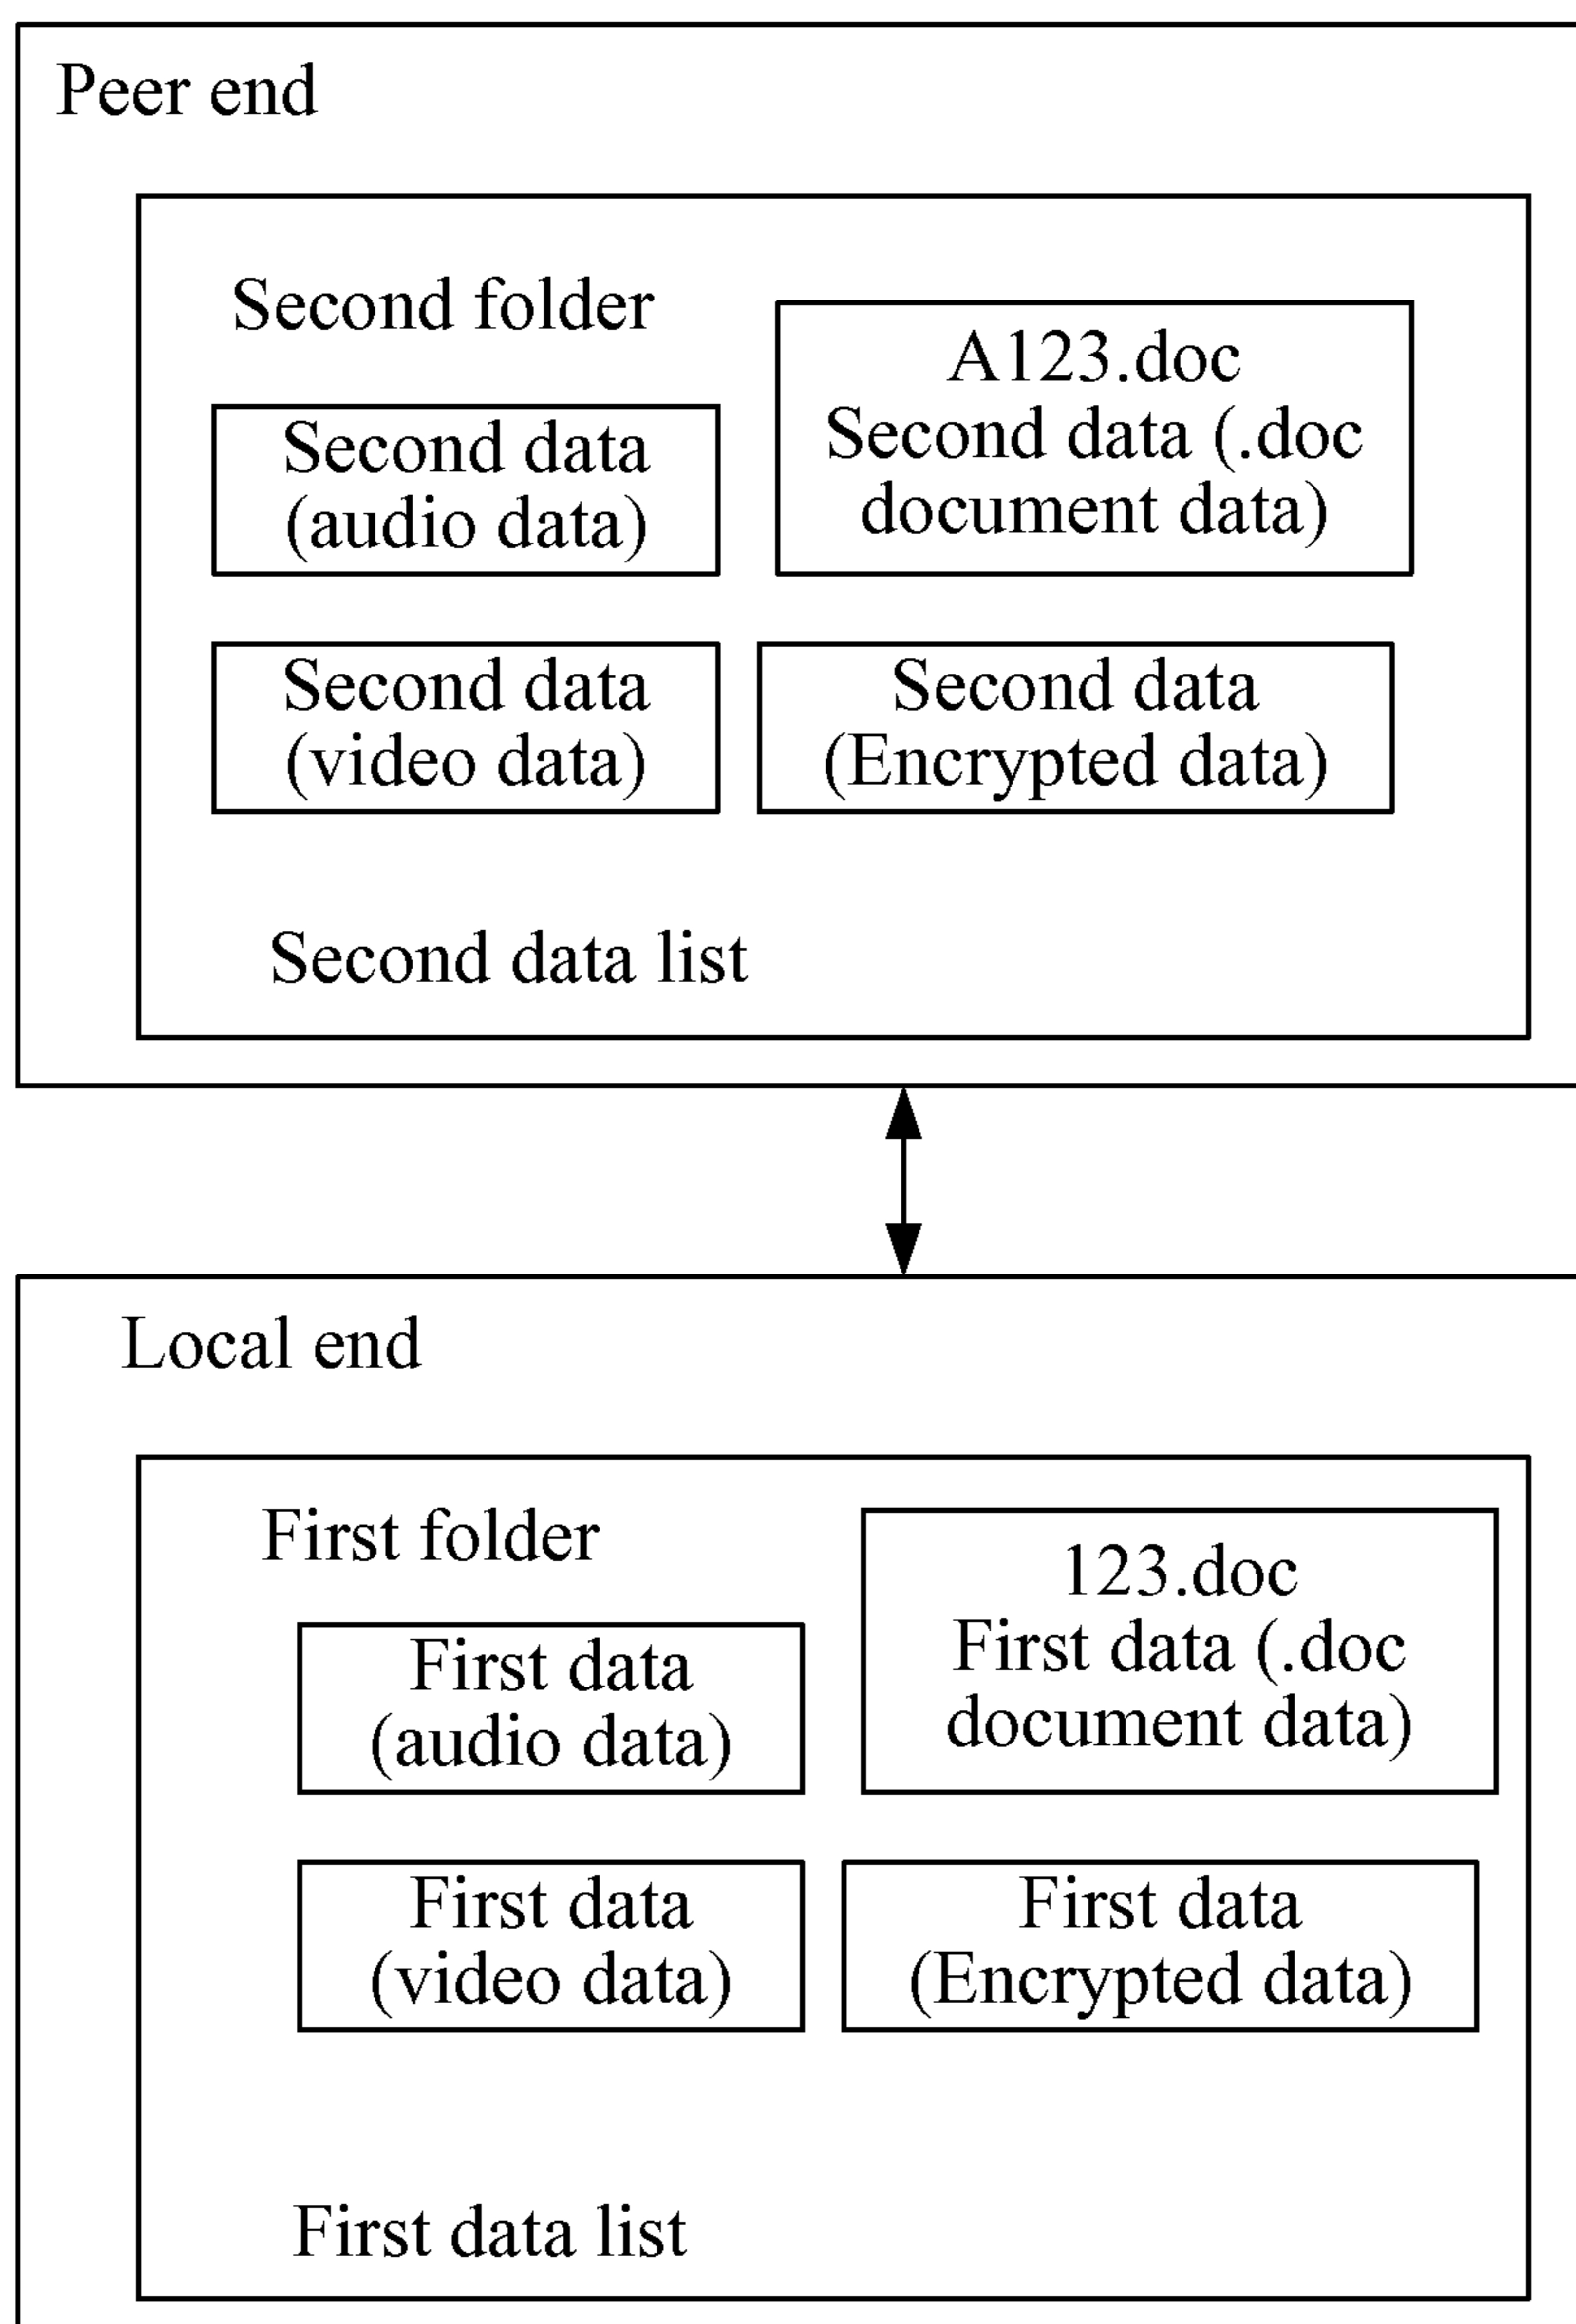 Peer end
Second folder
A123.doc
Second data (.doc
document data)
Second data
(audio data)
Second data
(video data)
Second data
(Encrypted data)
Second data list
Local end
First folder
123.doc
First data (.doc
document data)
First data
(audio data)
First data
(video data)
First data
(Encrypted data)
First data list